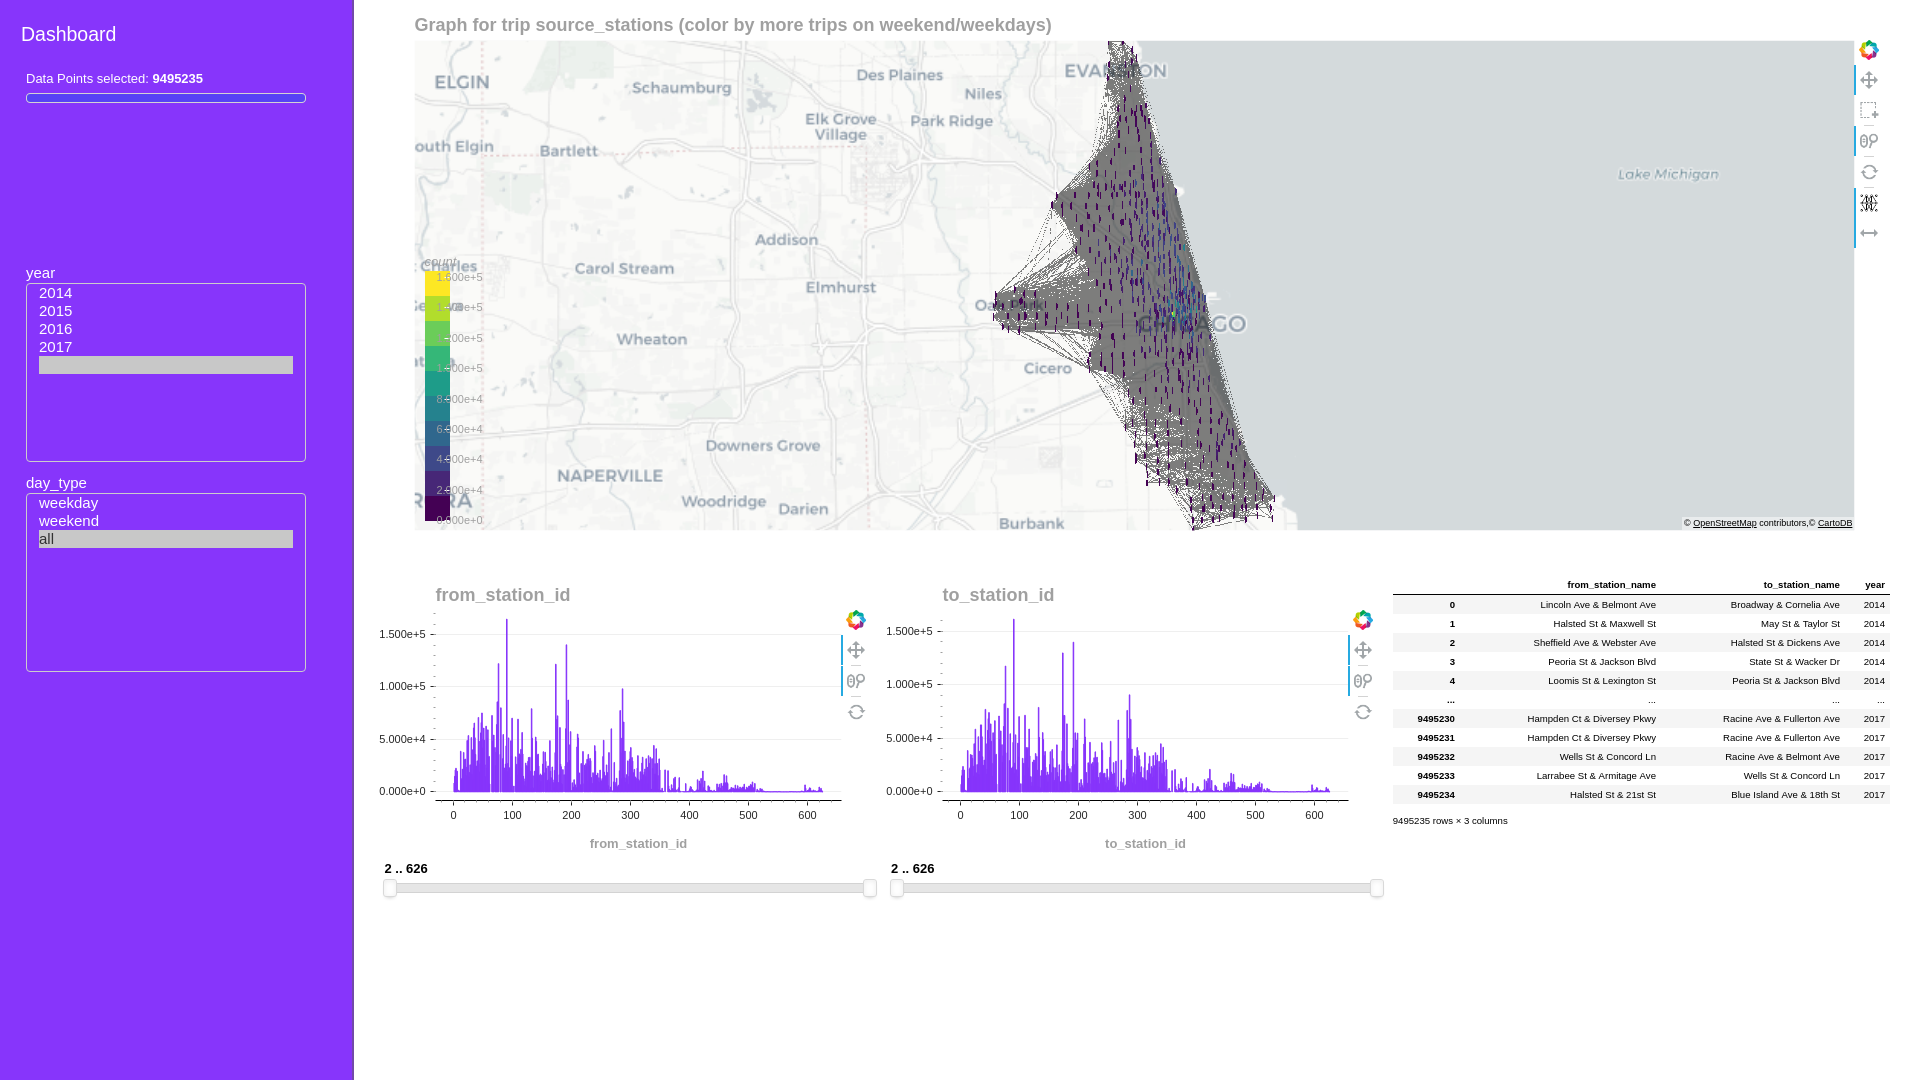 Dashboard
Data Points selected: 9495235
year
2014
2015
2016
2017
day_type
weekday
weekend
all
Graph for trip source_stations (color by more trips on weekend/weekdays)
ELGIN
Schaumburg
Des Plaines
Niles
Elk Grove
Village
Park Ridge
outh Elgin
Bartlett
Lake Michigan
Addison
Charles
Carol Stream
Elmhurst
Wheaton
CHICAGO
Cicero
Downers Grove
NAPERVILLE
Woodridge
Darien
Burbank
count
1.600e+5
1.000e+5
8.000e+4
6.000e+4
4.000e+4
2.000e+4
0.000e+0
© OpenStreetMap contributors,© CartoDB
from_station_id
1.500e+5
1.000e+5
5.000e+4
0.000e+0
0 100 200 300 400 500 600
from_station_id
2 .. 626
to_station_id
1.500e+5
1.000e+5
5.000e+4
0.000e+0
0 100 200 300 400 500 600
to_station_id
2 .. 626
from_station_name to_station_name year
0 Lincoln Ave & Belmont Ave Broadway & Cornelia Ave 2014
1 Halsted St & Maxwell St May St & Taylor St 2014
2 Sheffield Ave & Webster Ave Halsted St & Dickens Ave 2014
3 Peoria St & Jackson Blvd State St & Wacker Dr 2014
4 Loomis St & Lexington St Peoria St & Jackson Blvd 2014
... ... ... ...
9495230 Hampden Ct & Diversey Pkwy Racine Ave & Fullerton Ave 2017
9495231 Hampden Ct & Diversey Pkwy Racine Ave & Fullerton Ave 2017
9495232 Wells St & Concord Ln Racine Ave & Belmont Ave 2017
9495233 Larrabee St & Armitage Ave Wells St & Concord Ln 2017
9495234 Halsted St & 21st St Blue Island Ave & 18th St 2017
9495235 rows × 3 columns